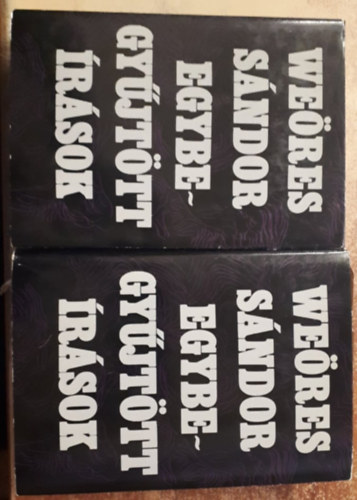 WEÖRES
SÁNDOR
EGYBE~
GYŰJTÖTT
ÍRÁSOK
WEÖRES
SÁNDOR
EGYBE~
GYŰJTÖTT
ÍRÁSOK